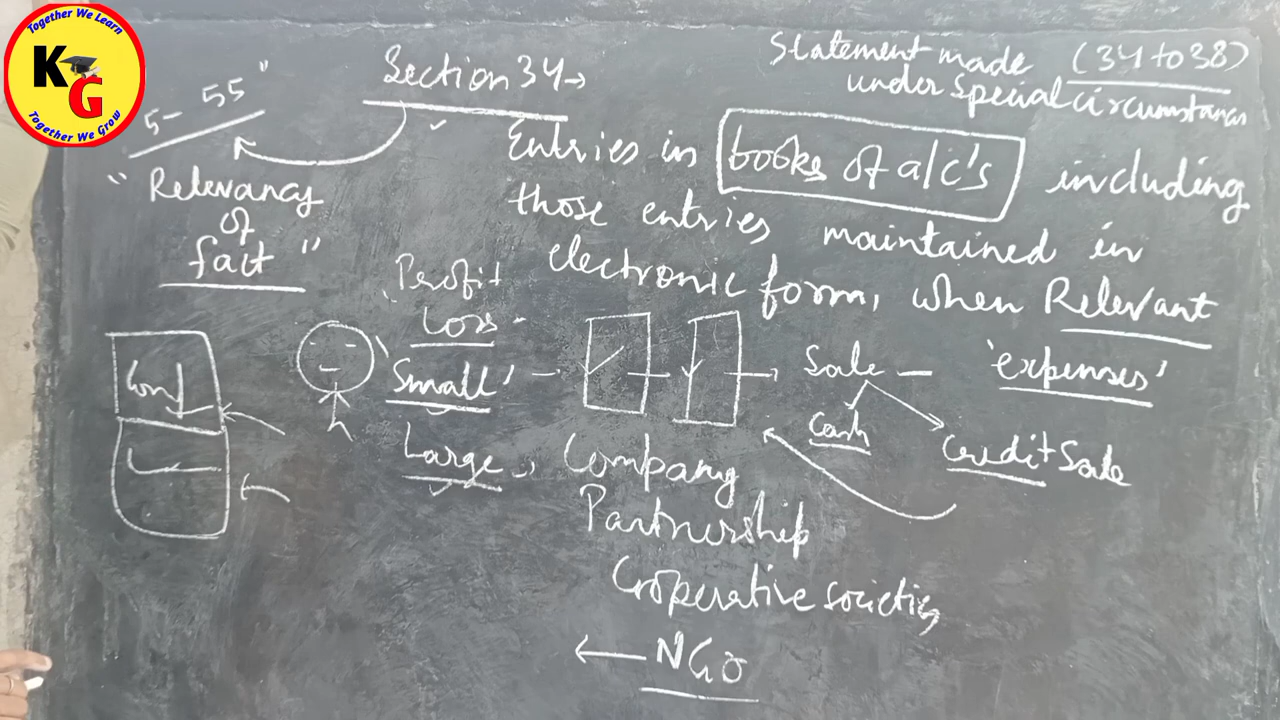 Together We Learn
KG
Together We Grow
5- 55"
Section 34→
Statement made (34 to 38)
under special circumstances
" Relevancy
of
fact "
Entries in books of a/c's including
those entries maintained in
electronic form, when Relevant
"Profit
Loss
'Small'
Large
Sale — 'expenses'
Cash
Credit Sale
Company
Partnership
Cooperative societies
NGO